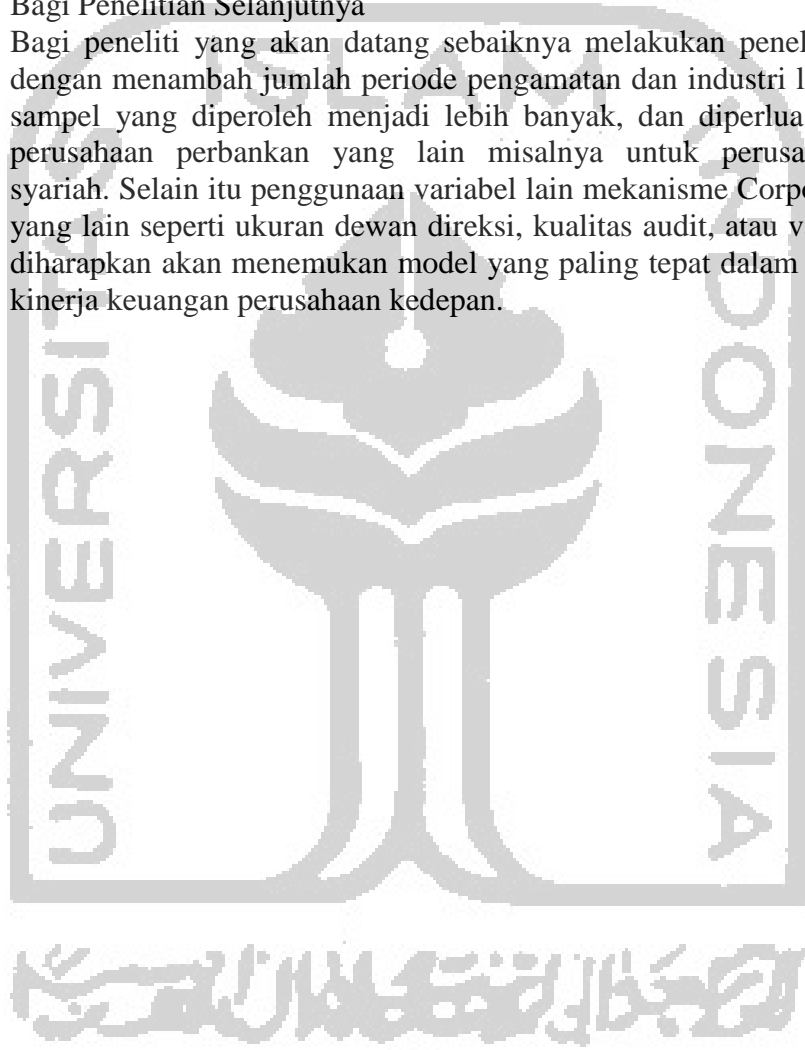 Bagi Penelitian Selanjutnya
Bagi peneliti yang akan datang sebaiknya melakukan penel
dengan menambah jumlah periode pengamatan dan industri l
sampel yang diperoleh menjadi lebih banyak, dan diperlua
perusahaan perbankan yang lain misalnya untuk perusa
syariah. Selain itu penggunaan variabel lain mekanisme Corpo
yang lain seperti ukuran dewan direksi, kualitas audit, atau v
diharapkan akan menemukan model yang paling tepat dalam
kinerja keuangan perusahaan kedepan.
UNIVERSITAS
ISLAM
INDONESIA